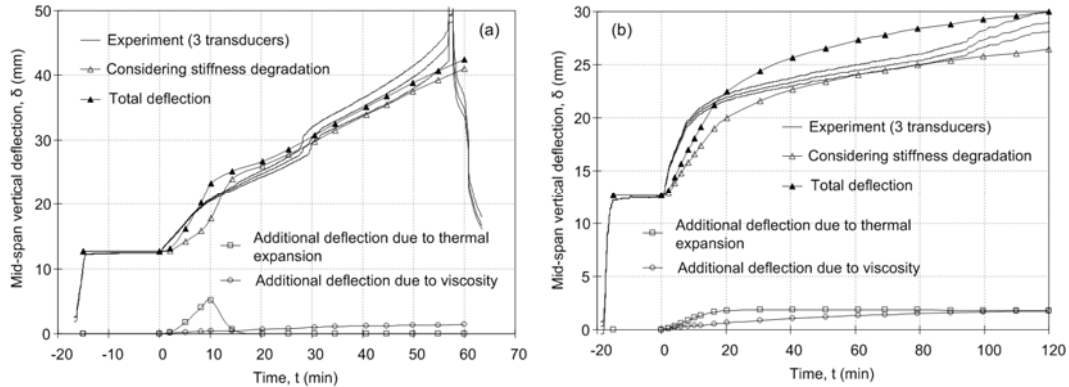 50
40
30
20
10
0
-20
-10
0
10
20
30
40
50
60
70
Mid-span vertical deflection, δ (mm)
Time, t (min)
(a)
Experiment (3 transducers)
Considering stiffness degradation
Total deflection
Additional deflection due to thermal
expansion
Additional deflection due to viscosity
30
25
20
15
10
5
0
-20
0
20
40
60
80
100
120
Mid-span vertical deflection, δ (mm)
Time, t (min)
(b)
Experiment (3 transducers)
Considering stiffness degradation
Total deflection
Additional deflection due to thermal
expansion
Additional deflection due to viscosity